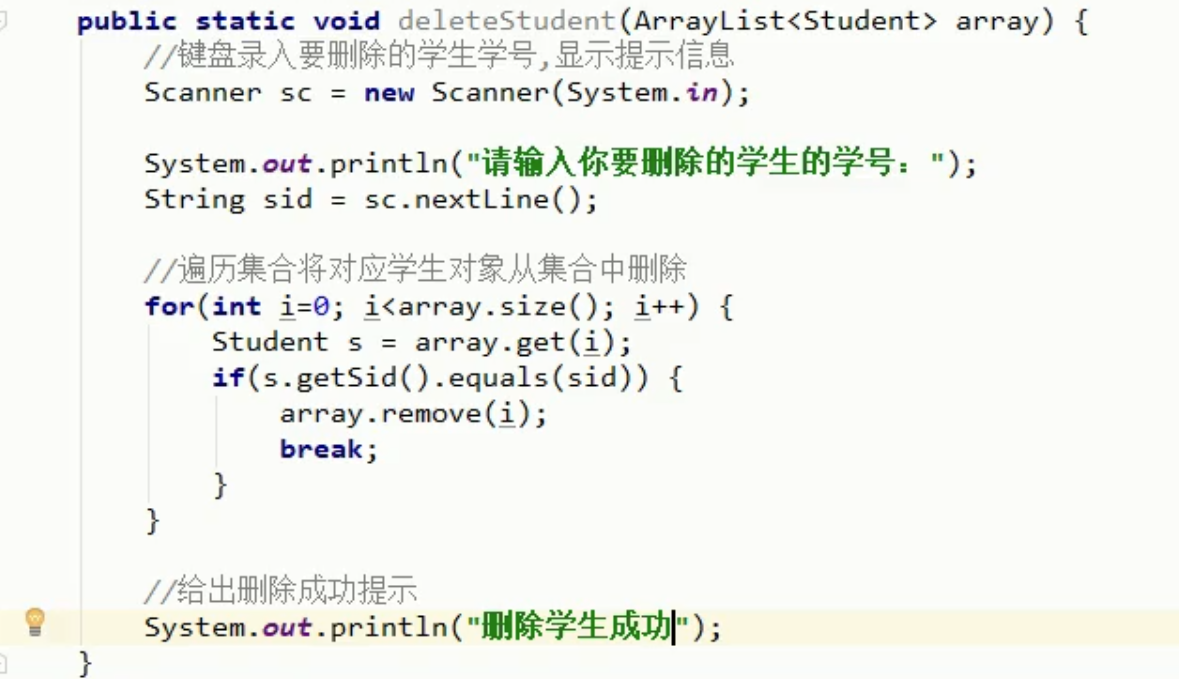 public static void deleteStudent(ArrayList<Student> array) {
//键盘录入要删除的学生学号,显示提示信息
Scanner sc = new Scanner(System.in);
System.out.println("请输入你要删除的学生的学号：");
String sid = sc.nextLine();
//遍历集合将对应学生对象从集合中删除
for(int i=0; i<array.size(); i++) {
Student s = array.get(i);
if(s.getSid().equals(sid)) {
array.remove(i);
break;
}
}
//给出删除成功提示
System.out.println("删除学生成功");
}